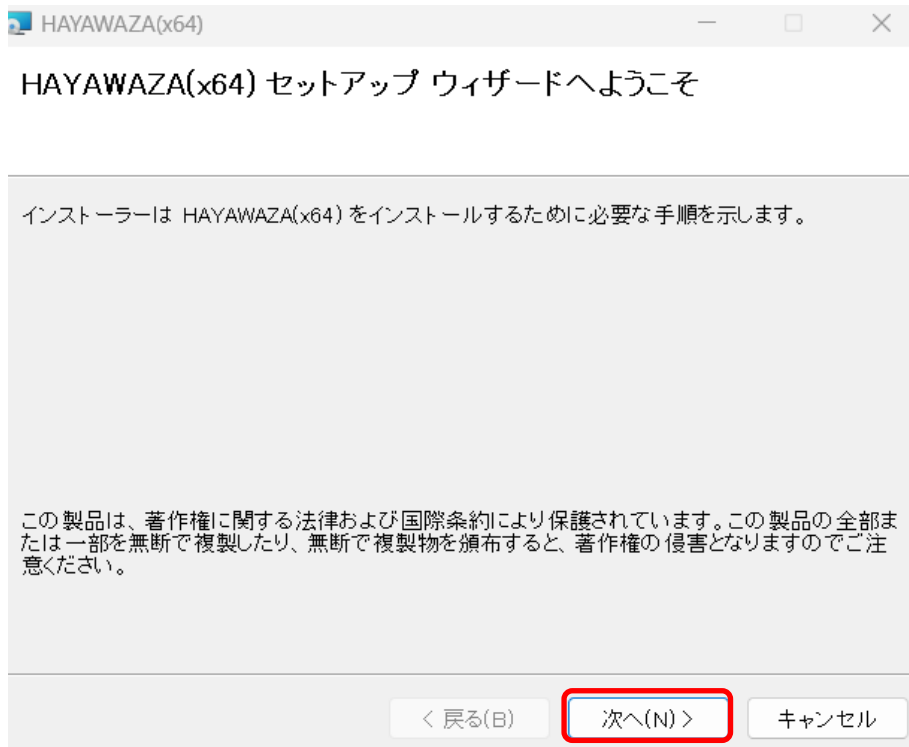 HAYAWAZA(x64)
HAYAWAZA(x64) セットアップ ウィザードへようこそ
インストーラーは HAYAWAZA(x64) をインストールするために必要な手順を示します。
この製品は、著作権に関する法律および国際条約により保護されています。この製品の全部ま
たは一部を無断で複製したり、無断で複製物を頒布すると、著作権の侵害となりますのでご注
意ください。
< 戻る(B) 次へ(N) > キャンセル